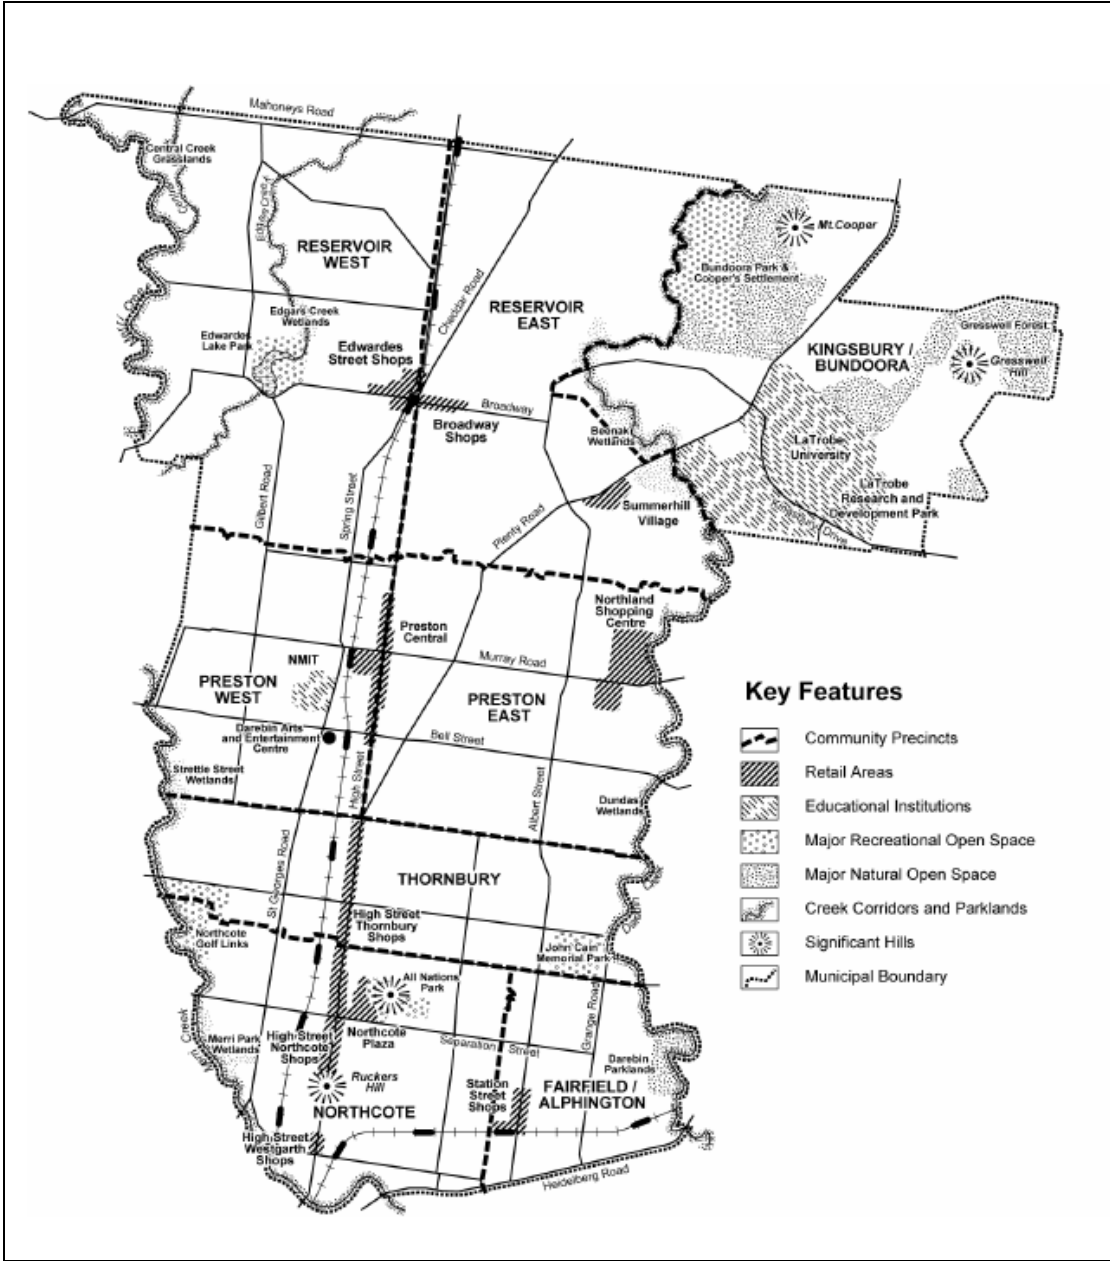 Mahoneys Road
Central Creek
Grasslands
Edgars Creek
RESERVOIR
WEST
Mt.Cooper
Bundoora Park &
Cooper's Settlement
Cheddar Road
RESERVOIR
EAST
Edgars Creek
Wetlands
Edwardes
Lake Park
Edwardes
Street Shops
Gresswell Forest
Gresswell
Hill
KINGSBURY /
BUNDOORA
Broadway
Broadway
Shops
Beenak
Wetlands
LaTrobe
University
LaTrobe
Research and
Development Park
Kingsbury Drive
Gilbert Road
Spring Street
Plenty Road
Summerhill
Village
Northland
Shopping
Centre
Preston
Central
Murray Road
NMIT
PRESTON
WEST
PRESTON
EAST
Darebin Arts
and Entertainment
Centre
Bell Street
Strettle Street
Wetlands
High Street
Albert Street
Dundas
Wetlands
St Georges Road
THORNBURY
Darebin Creek
High Street
Thornbury
Shops
Northcote
Golf Links
John Cain
Memorial Park
All Nations
Park
Grange Road
Merri Creek
Merri Park
Wetlands
High Street
Northcote
Shops
Northcote
Plaza
Separation Street
Darebin
Parklands
Ruckers
Hill
Station
Street
Shops
FAIRFIELD /
ALPHINGTON
NORTHCOTE
High Street
Westgarth
Shops
Heidelberg Road
Key Features
Community Precincts
Retail Areas
Educational Institutions
Major Recreational Open Space
Major Natural Open Space
Creek Corridors and Parklands
Significant Hills
Municipal Boundary